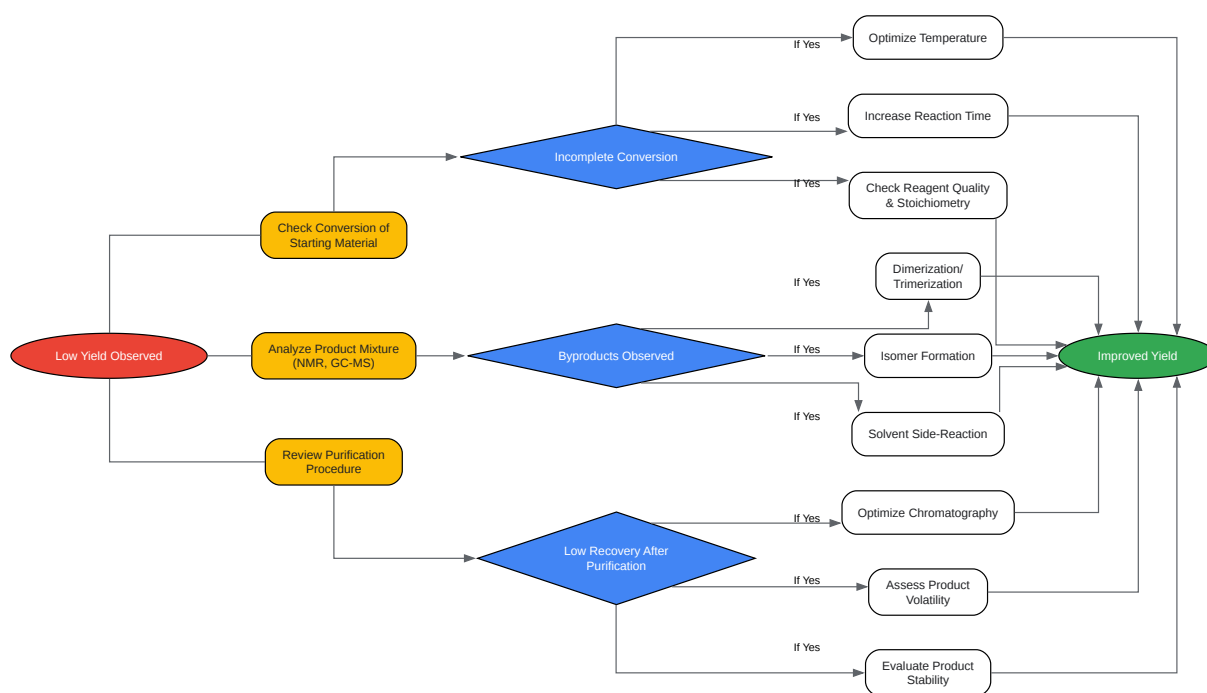 If Yes
Optimize Temperature
If Yes
Increase Reaction Time
Incomplete Conversion
If Yes
Check Reagent Quality
& Stoichiometry
Check Conversion of
Starting Material
If Yes
Dimerization/
Trimerization
Low Yield Observed
Analyze Product Mixture
(NMR, GC-MS)
Byproducts Observed
If Yes
Isomer Formation
Improved Yield
If Yes
Solvent Side-Reaction
Review Purification
Procedure
If Yes
Optimize Chromatography
Low Recovery After
Purification
If Yes
Assess Product
Volatility
If Yes
Evaluate Product
Stability